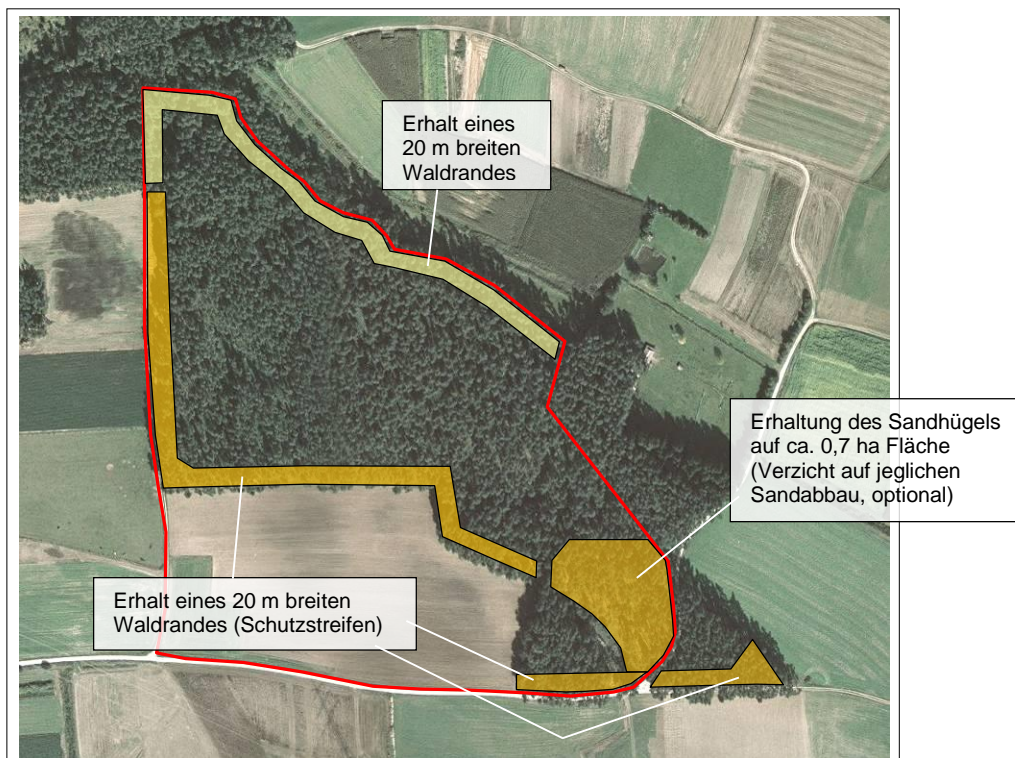 Erhalt eines
20 m breiten
Waldrandes
Erhaltung des Sandhügels
auf ca. 0,7 ha Fläche
(Verzicht auf jeglichen
Sandabbau, optional)
Erhalt eines 20 m breiten
Waldrandes (Schutzstreifen)